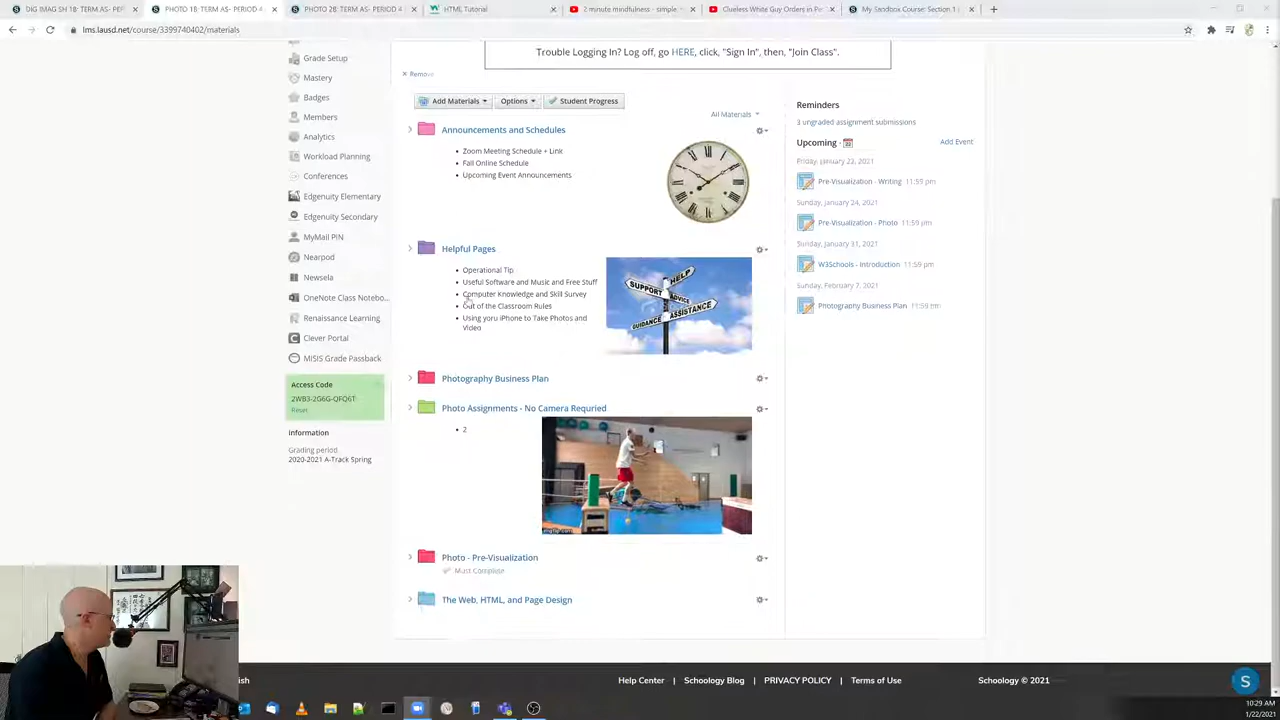 DIG IMAG SH 18: TERM AS- PERI
PHOTO 18: TERM AS- PERIOD 4
PHOTO 28: TERM AS- PERIOD 4
HTML Tutorial
2 minute mindfulness - simple
Clueless White Guy Orders in Pe
My Sandbox Course: Section 1
lms.lausd.net/course/3399740402/materials
Trouble Logging In? Log off, go HERE, click, "Sign In", then, "Join Class".
× Remove
Grade Setup
Mastery
Badges
Members
Analytics
Workload Planning
Conferences
Edgenuity Elementary
Edgenuity Secondary
MyMail PIN
Nearpod
Newsela
OneNote Class Notebo...
Renaissance Learning
Clever Portal
MISIS Grade Passback
Access Code
2WB3-2G6G-QFQ6T
Reset
Information
Grading period
2020-2021 A-Track Spring
Add Materials Options Student Progress
All Materials
Announcements and Schedules
• Zoom Meeting Schedule + Link
• Fall Online Schedule
• Upcoming Event Announcements
Helpful Pages
• Operational Tip
• Useful Software and Music and Free Stuff
• Computer Knowledge and Skill Survey
• Out of the Classroom Rules
• Using yoru iPhone to Take Photos and
Video
HELP
SUPPORT
ADVICE
GUIDANCE
ASSISTANCE
Photography Business Plan
Photo Assignments - No Camera Requried
• 2
imgflip.com
Photo - Pre-Visualization
Must Complete
The Web, HTML, and Page Design
Reminders
3 ungraded assignment submissions
Upcoming · Add Event
Friday, January 22, 2021
Pre-Visualization - Writing 11:59 pm
Sunday, January 24, 2021
Pre-Visualization - Photo 11:59 pm
Sunday, January 31, 2021
W3Schools - Introduction 11:59 pm
Sunday, February 7, 2021
Photography Business Plan 11:59 pm
ish
Help Center | Schoology Blog | PRIVACY POLICY | Terms of Use
Schoology © 2021
S
10:29 AM
1/22/2021